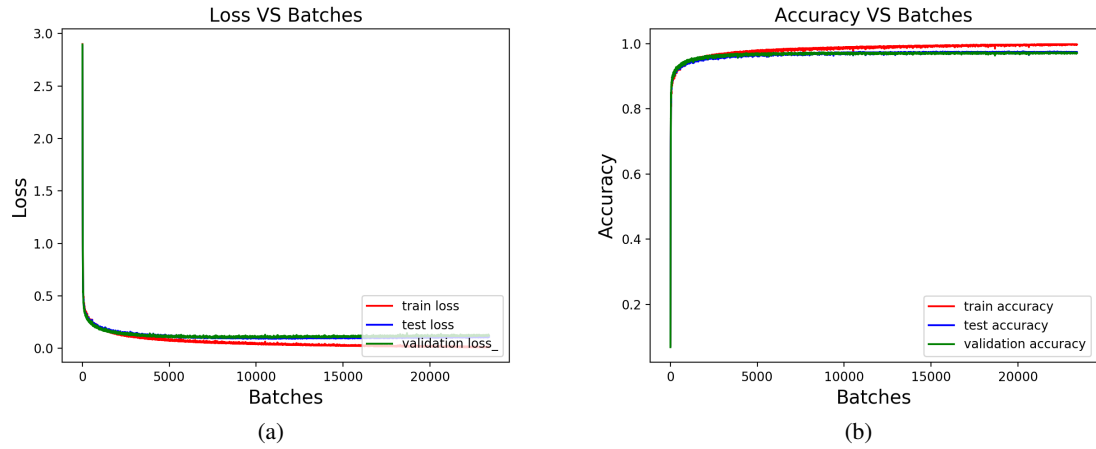 Loss VS Batches
3.0
2.5
2.0
1.5
1.0
0.5
0.0
Loss
train loss
test loss
validation loss_
0 5000 10000 15000 20000
Batches
(a)
Accuracy VS Batches
1.0
0.8
0.6
0.4
0.2
Accuracy
train accuracy
test accuracy
validation accuracy
0 5000 10000 15000 20000
Batches
(b)